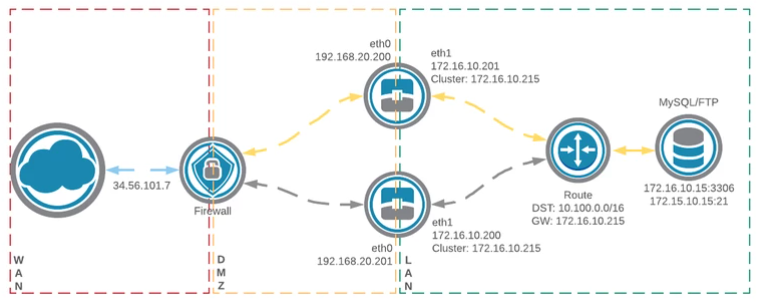 eth0
192.168.20.200
eth1
172.16.10.201
Cluster: 172.16.10.215
MySQL/FTP
34.56.101.7
Firewall
172.16.10.15:3306
172.15.10.15:21
Route
DST: 10.100.0.0/16
GW: 172.16.10.215
eth1
172.16.10.200
Cluster: 172.16.10.215
eth0
192.168.20.201
W
A
N
D
M
Z
L
A
N